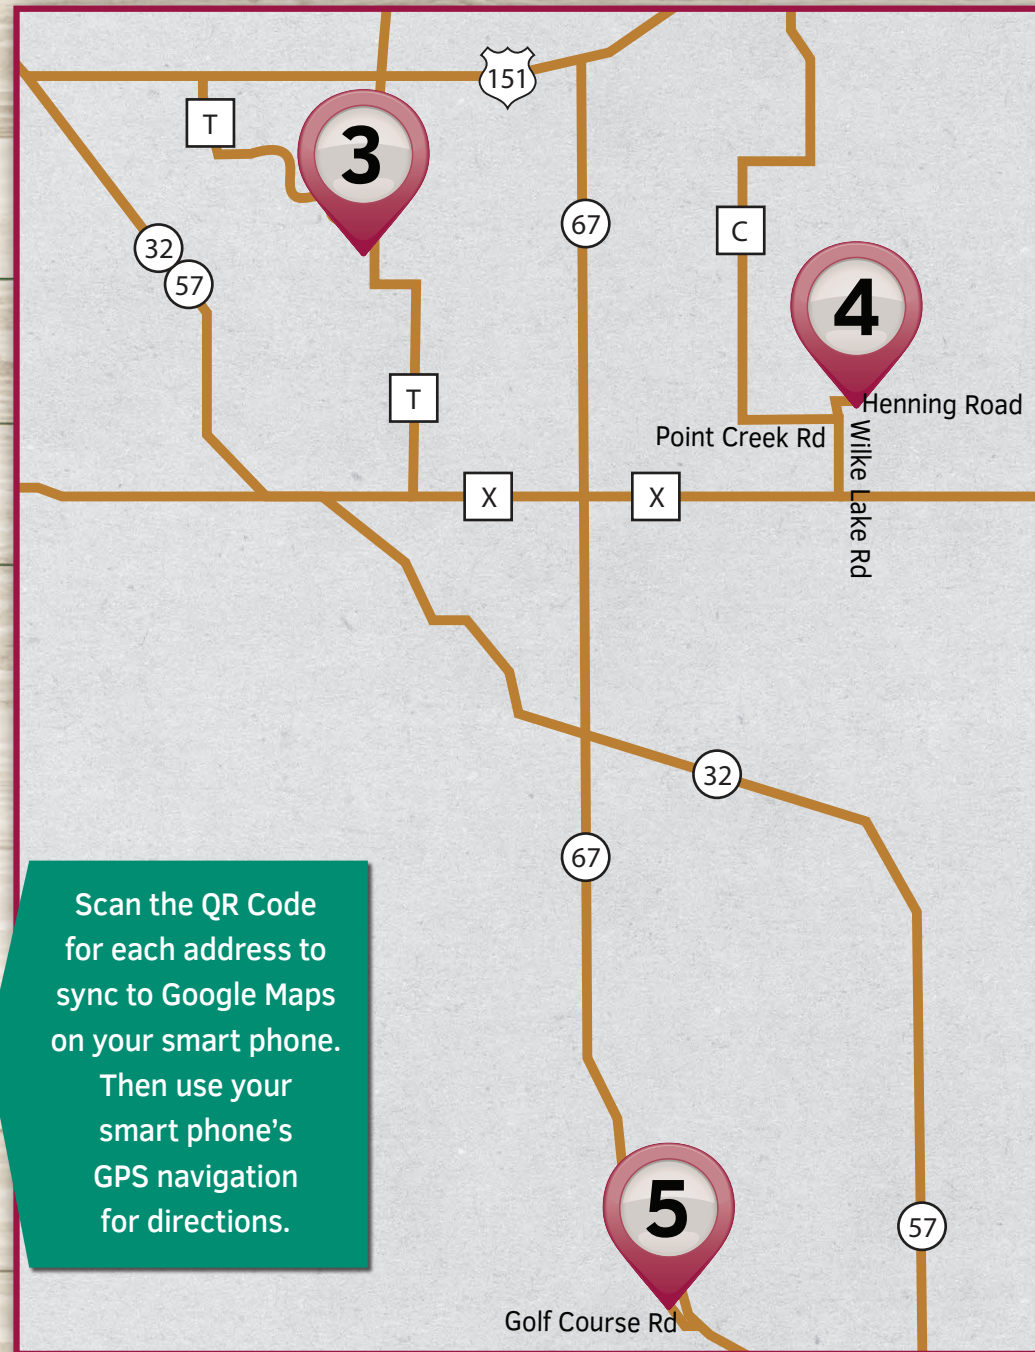 151
T
3
67
C
32
57
4
T
Henning Road
Point Creek Rd
Wilke Lake Rd
X
X
32
67
Scan the QR Code
for each address to
sync to Google Maps
on your smart phone.
Then use your
smart phone's
GPS navigation
for directions.
5
57
Golf Course Rd